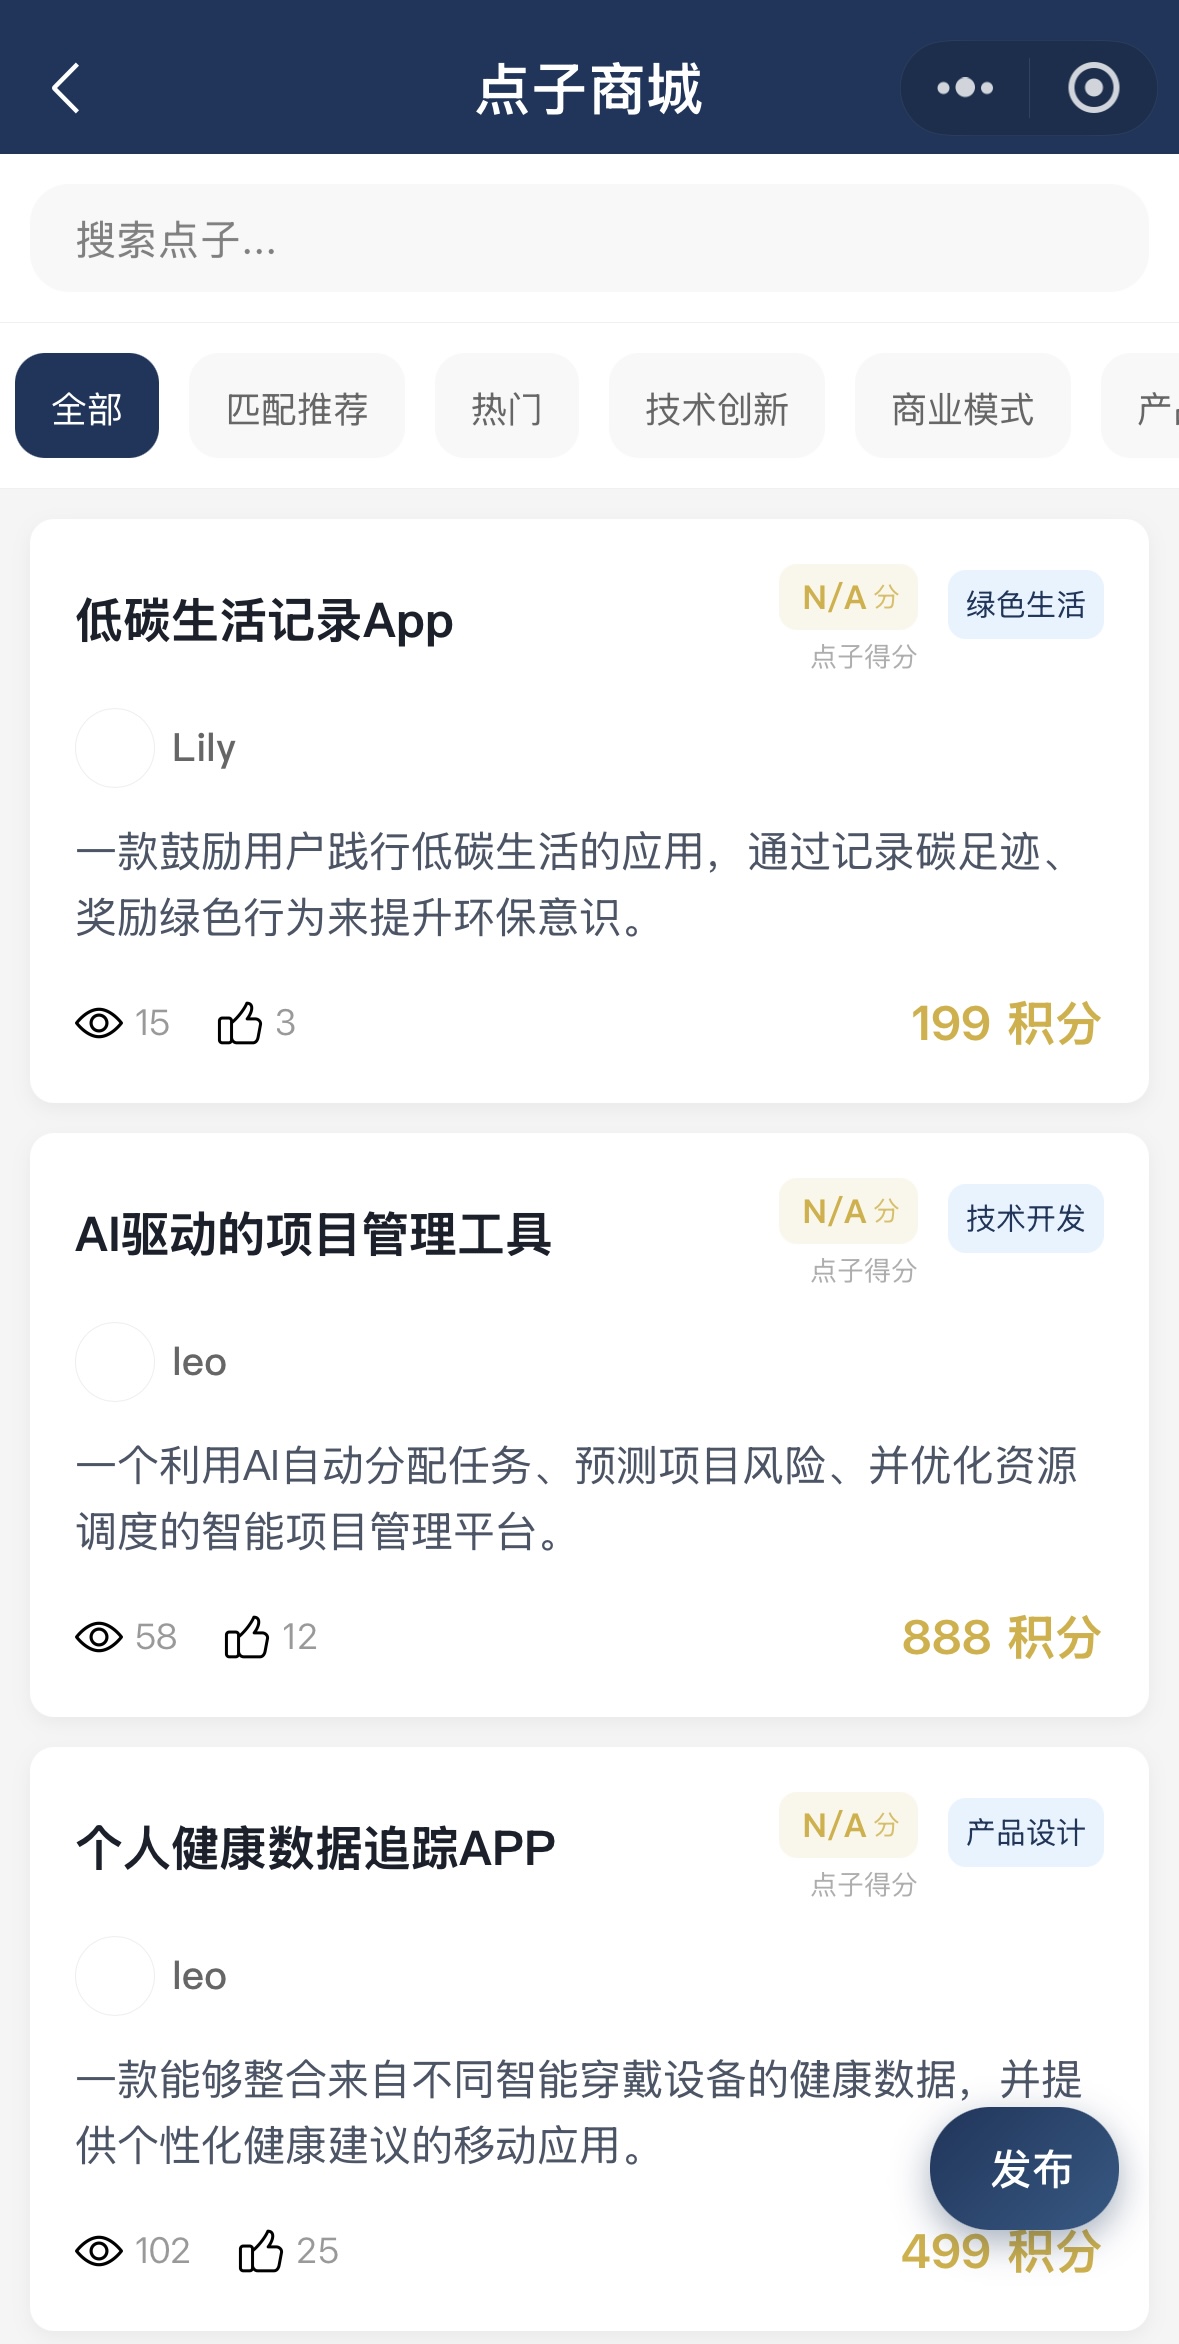 点子商城
搜索点子...
全部 匹配推荐 热门 技术创新 商业模式
低碳生活记录App
N/A 分
点子得分
绿色生活
Lily
一款鼓励用户践行低碳生活的应用，通过记录碳足迹、
奖励绿色行为来提升环保意识。
15 3 199 积分
AI驱动的项目管理工具
N/A 分
点子得分
技术开发
leo
一个利用AI自动分配任务、预测项目风险、并优化资源
调度的智能项目管理平台。
58 12 888 积分
个人健康数据追踪APP
N/A 分
点子得分
产品设计
leo
一款能够整合来自不同智能穿戴设备的健康数据，并提
供个性化健康建议的移动应用。
发布
102 25 499 积分